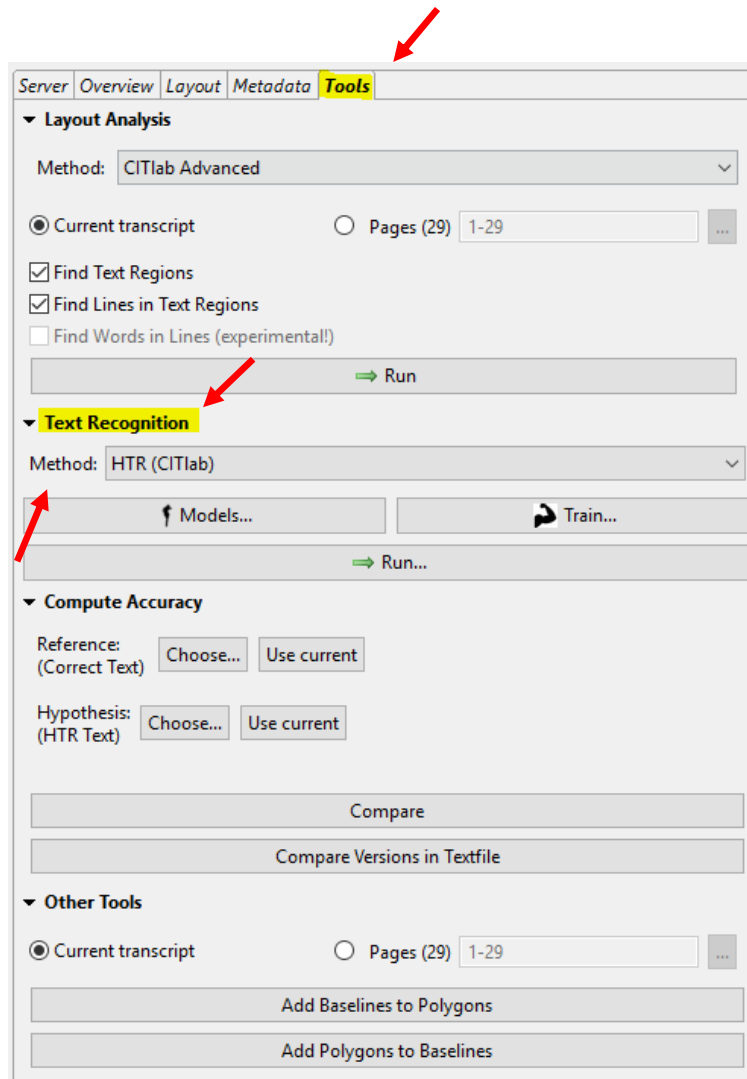 Server Overview Layout Metadata Tools
Layout Analysis
Method: CITlab Advanced
Current transcript Pages (29) 1-29 ...
Find Text Regions
Find Lines in Text Regions
Find Words in Lines (experimental!)
Run
Text Recognition
Method: HTR (CITlab)
Models... Train...
Run...
Compute Accuracy
Reference:
(Correct Text) Choose... Use current
Hypothesis:
(HTR Text) Choose... Use current
Compare
Compare Versions in Textfile
Other Tools
Current transcript Pages (29) 1-29 ...
Add Baselines to Polygons
Add Polygons to Baselines